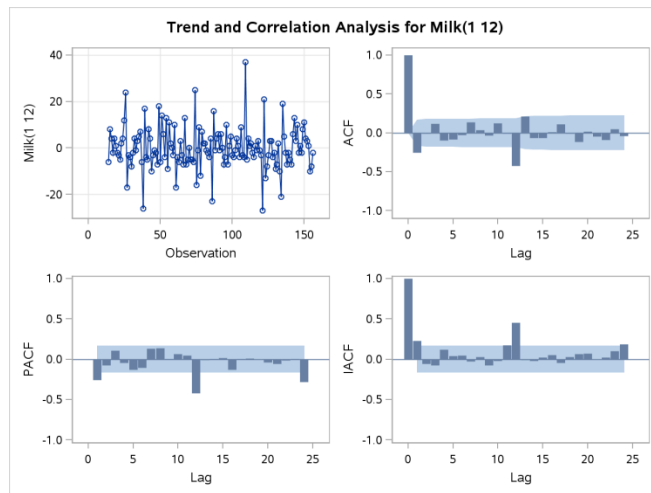 Trend and Correlation Analysis for Milk(1 12)
Milk(1 12)
40
20
0
-20
0 50 100 150
Observation
ACF
1.0
0.5
0.0
-0.5
-1.0
0 5 10 15 20 25
Lag
PACF
1.0
0.5
0.0
-0.5
-1.0
0 5 10 15 20 25
Lag
IACF
1.0
0.5
0.0
-0.5
-1.0
0 5 10 15 20 25
Lag